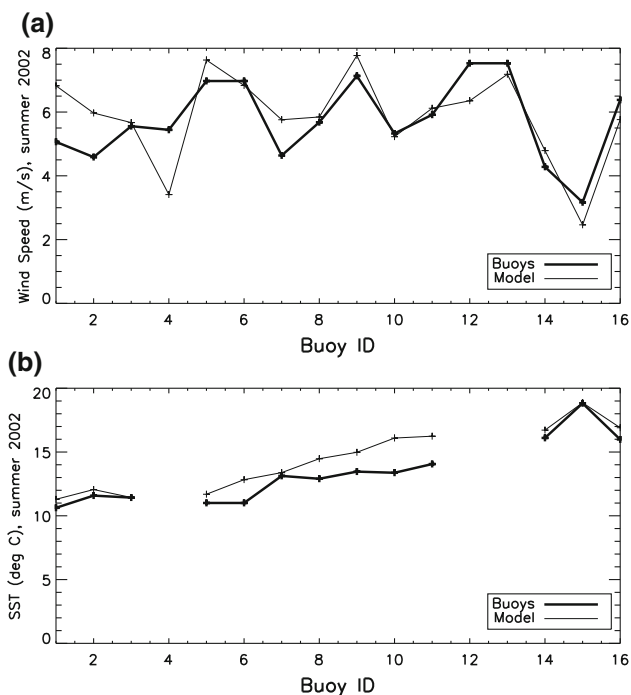 (a)
Wind Speed (m/s), summer 2002
8
6
4
2
0
Buoys
Model
2 4 6 8 10 12 14 16
Buoy ID
(b)
SST (deg C), summer 2002
20
15
10
5
0
Buoys
Model
2 4 6 8 10 12 14 16
Buoy ID